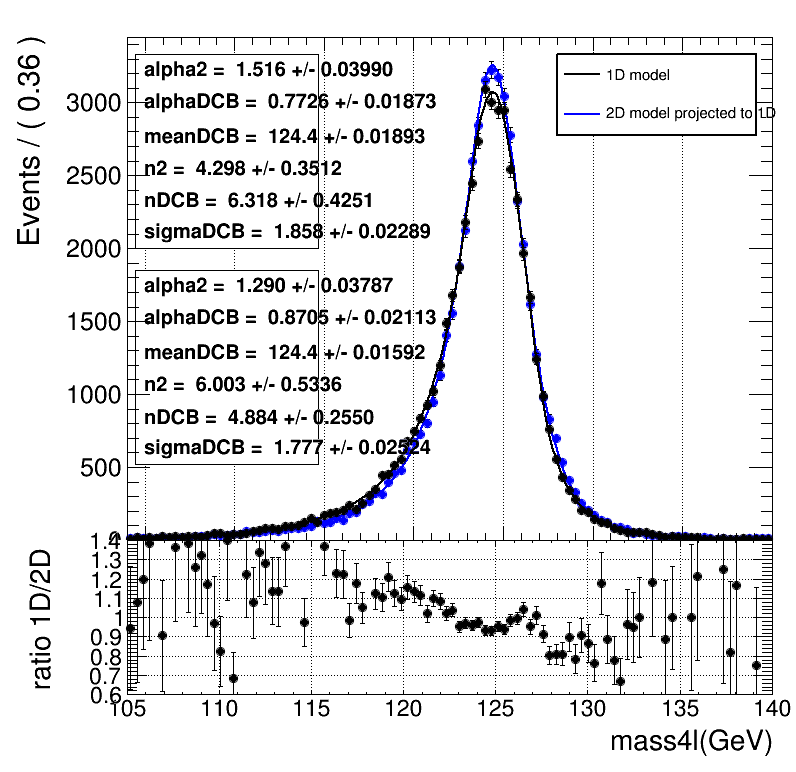 Events / ( 0.36 )
3000
2500
2000
1500
1000
500
0
alpha2 = 1.516 +/- 0.03990
alphaDCB = 0.7726 +/- 0.01873
meanDCB = 124.4 +/- 0.01893
n2 = 4.298 +/- 0.3512
nDCB = 6.318 +/- 0.4251
sigmaDCB = 1.858 +/- 0.02289
alpha2 = 1.290 +/- 0.03787
alphaDCB = 0.8705 +/- 0.02113
meanDCB = 124.4 +/- 0.01592
n2 = 6.003 +/- 0.5336
nDCB = 4.884 +/- 0.2550
sigmaDCB = 1.777 +/- 0.02524
1D model
2D model projected to 1D
ratio 1D/2D
1.4
1.3
1.2
1.1
1
0.9
0.8
0.7
0.6
105 110 115 120 125 130 135 140
mass4l(GeV)